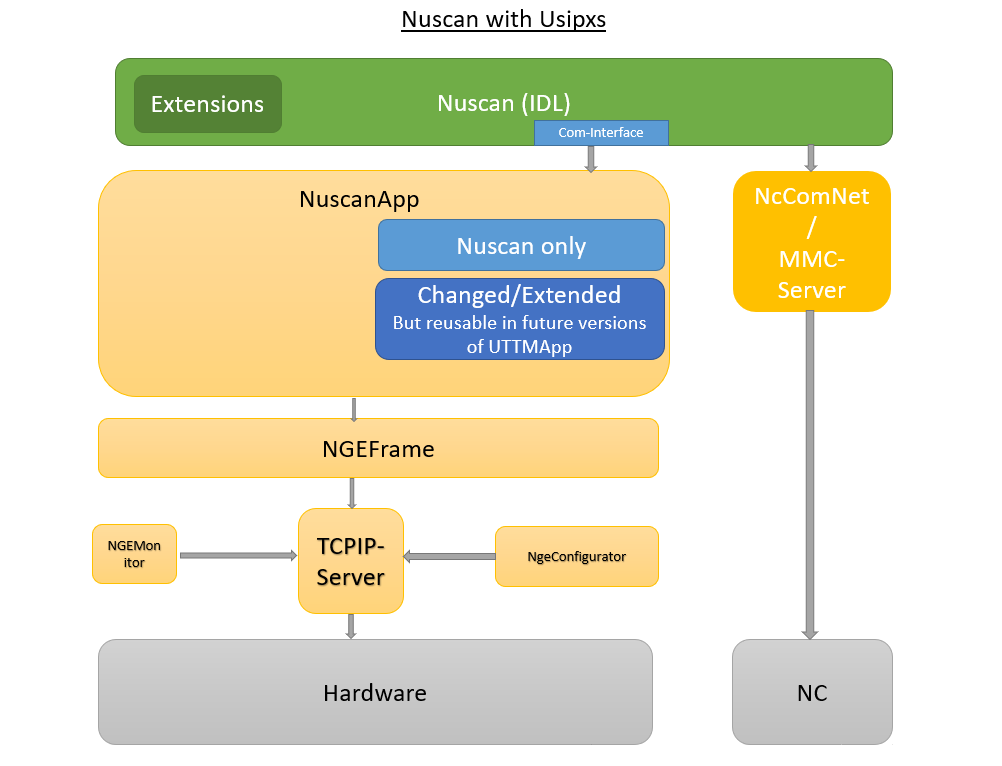 Nuscan with Usipxs
Extensions
Nuscan (IDL)
Com-Interface
NuscanApp
Nuscan only
Changed/Extended
But reusable in future versions
of UTTMApp
NcComNet
/
MMC-
Server
NGEFrame
NGEMon
itor
TCPIP-
Server
NgeConfigurator
Hardware
NC